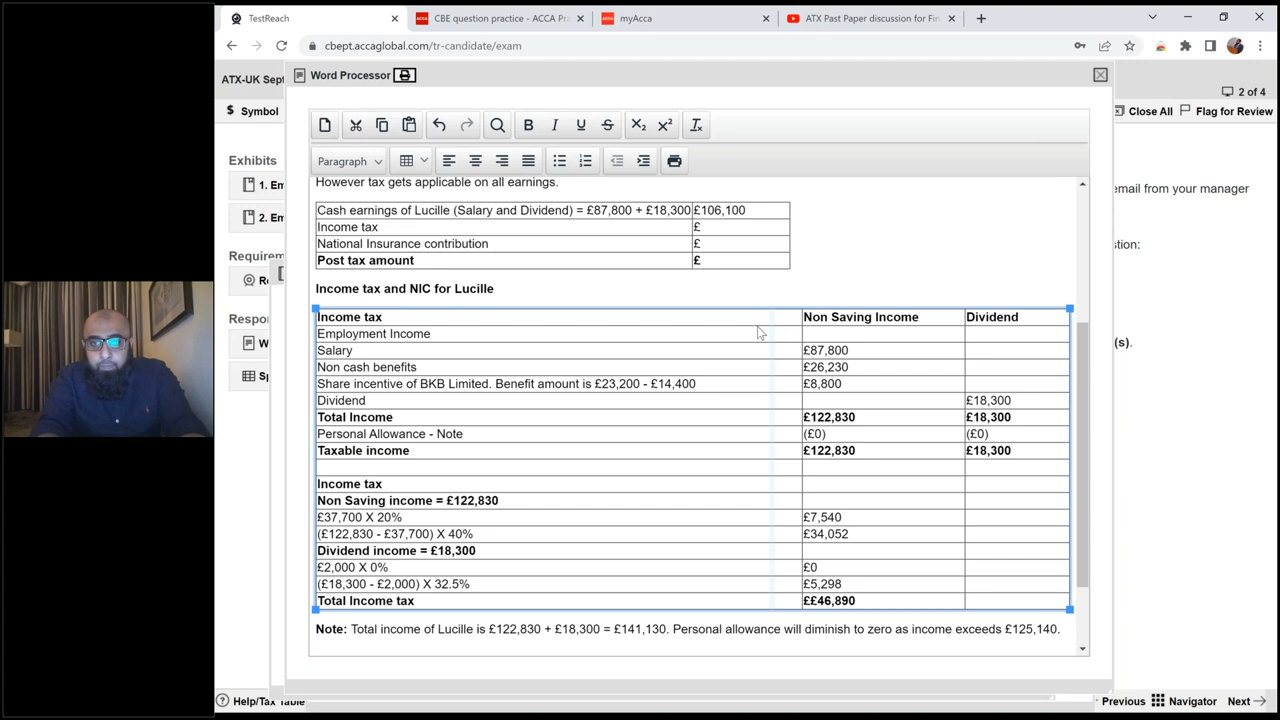 TestReach
CBE question practice - ACCA Pr
myAcca
ATX Past Paper discussion for Fin
cbept.accaglobal.com/tr-candidate/exam
ATX-UK Sept
Word Processor
2 of 4
$ Symbol
Close All
Flag for Review
Paragraph
Exhibits
1. Em
2. Em
Requirem
Re
Respo
W
Sp
email from your manager
stion:
(s).
However tax gets applicable on all earnings.
Cash earnings of Lucille (Salary and Dividend) = £87,800 + £18,300 £106,100
Income tax £
National Insurance contribution £
Post tax amount £
Income tax and NIC for Lucille
Income tax Non Saving Income Dividend
Employment Income
Salary £87,800
Non cash benefits £26,230
Share incentive of BKB Limited. Benefit amount is £23,200 - £14,400 £8,800
Dividend £18,300
Total Income £122,830 £18,300
Personal Allowance - Note (£0) (£0)
Taxable income £122,830 £18,300
Income tax
Non Saving income = £122,830
£37,700 X 20% £7,540
(£122,830 - £37,700) X 40% £34,052
Dividend income = £18,300
£2,000 X 0% £0
(£18,300 - £2,000) X 32.5% £5,298
Total Income tax ££46,890
Note: Total income of Lucille is £122,830 + £18,300 = £141,130. Personal allowance will diminish to zero as income exceeds £125,140.
Help/Tax Table
Previous
Navigator
Next